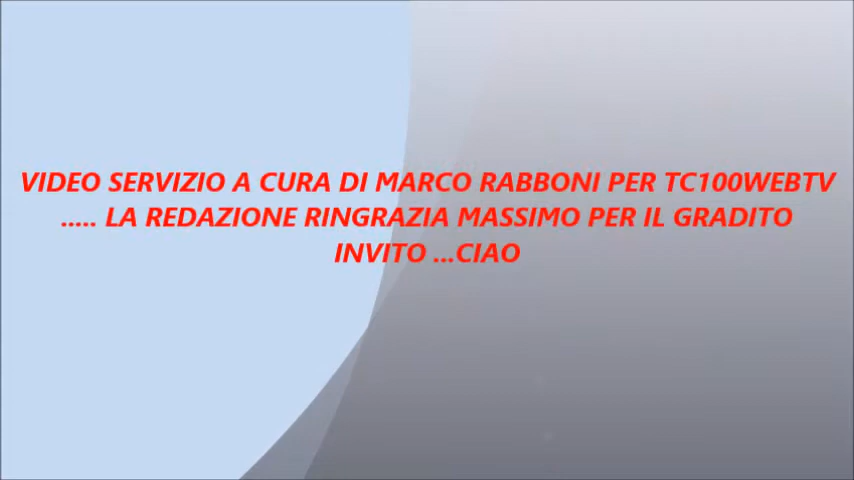 VIDEO SERVIZIO A CURA DI MARCO RABBONI PER TC100WEBTV
..... LA REDAZIONE RINGRAZIA MASSIMO PER IL GRADITO
INVITO ...CIAO